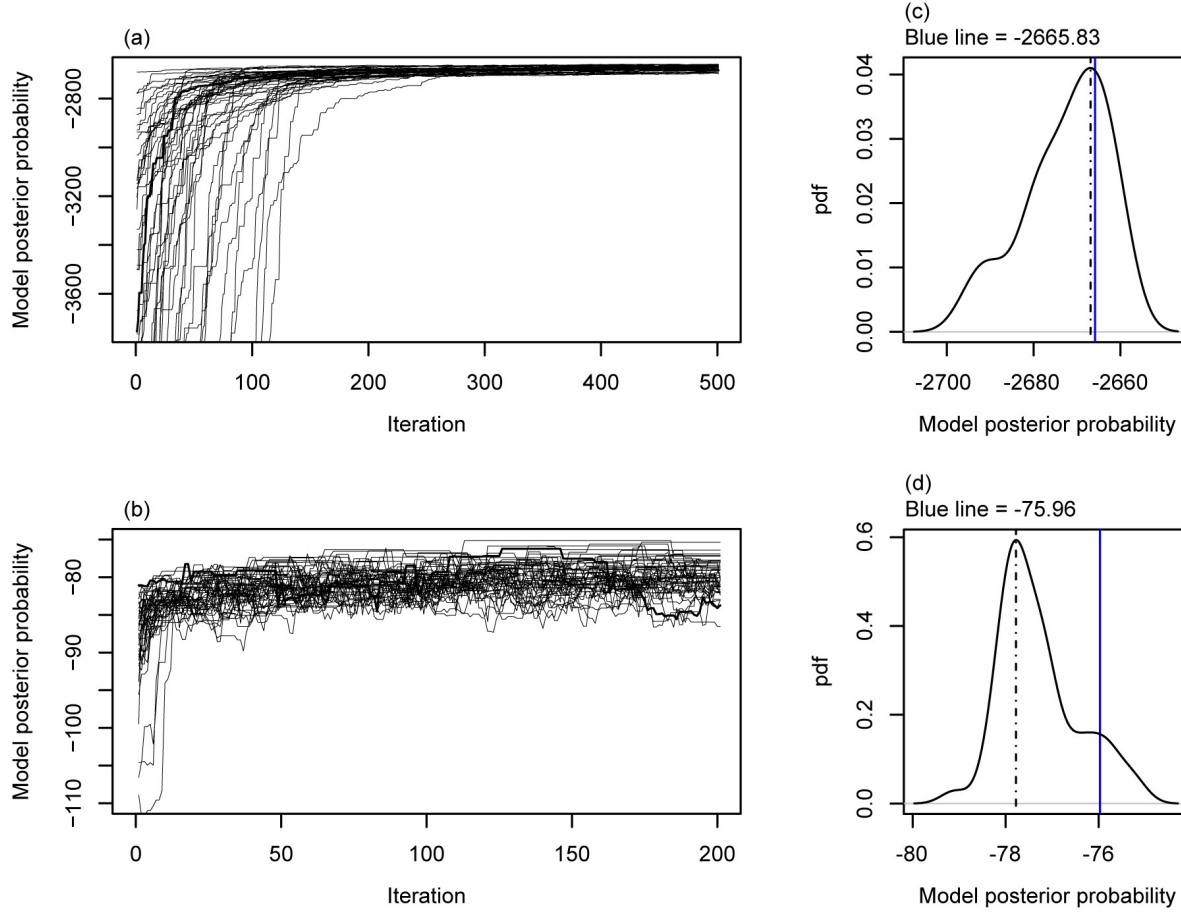 (a)
Model posterior probability
−2800
−3200
−3600
0 100 200 300 400 500
Iteration
(c)
Blue line = -2665.83
pdf
0.04
0.03
0.02
0.01
0.00
-2700 -2680 -2660
Model posterior probability
(b)
Model posterior probability
−80
−90
−100
−110
0 50 100 150 200
Iteration
(d)
Blue line = -75.96
pdf
0.6
0.4
0.2
0.0
-80 -78 -76
Model posterior probability